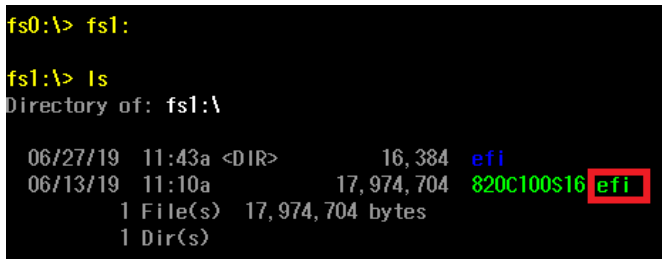 fs0:\> fs1:
fs1:\> ls
Directory of: fs1:\
06/27/19 11:43a <DIR> 16,384 efi
06/13/19 11:10a 17,974,704 820C100S16.efi
1 File(s) 17,974,704 bytes
1 Dir(s)